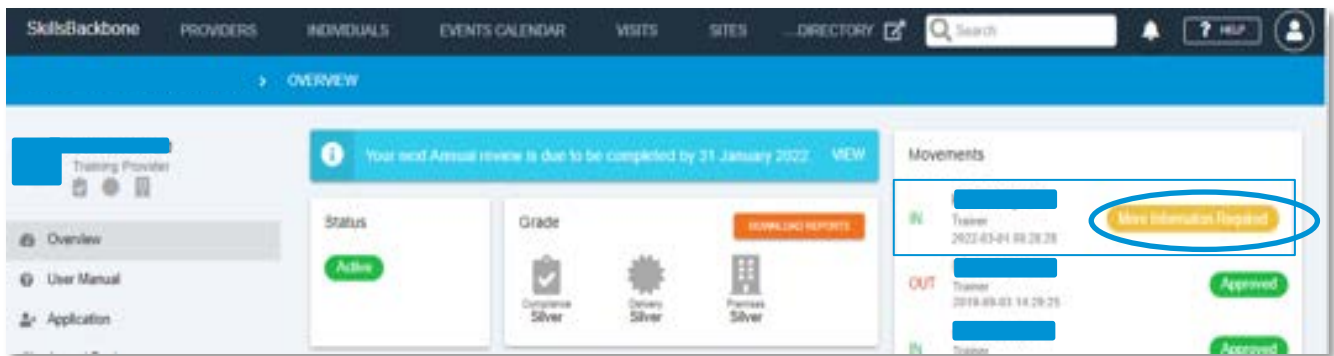 SkillsBackbone PROVIDERS INDIVIDUALS EVENTS CALENDAR VISITS SITES ...DIRECTORY Search ? HELP
> OVERVIEW
Training Provider
Overview
User Manual
Application
Your next Annual review is due to be completed by 31 January 2022 VIEW
Status
Active
Grade
DOWNLOAD REPORTS
Compliance
Silver
Delivery
Silver
Premises
Silver
Movements
IN
Trainer
2022-03-01 08:28:28
More Information Required
OUT
Trainer
Approved
IN
Trainer
Approved